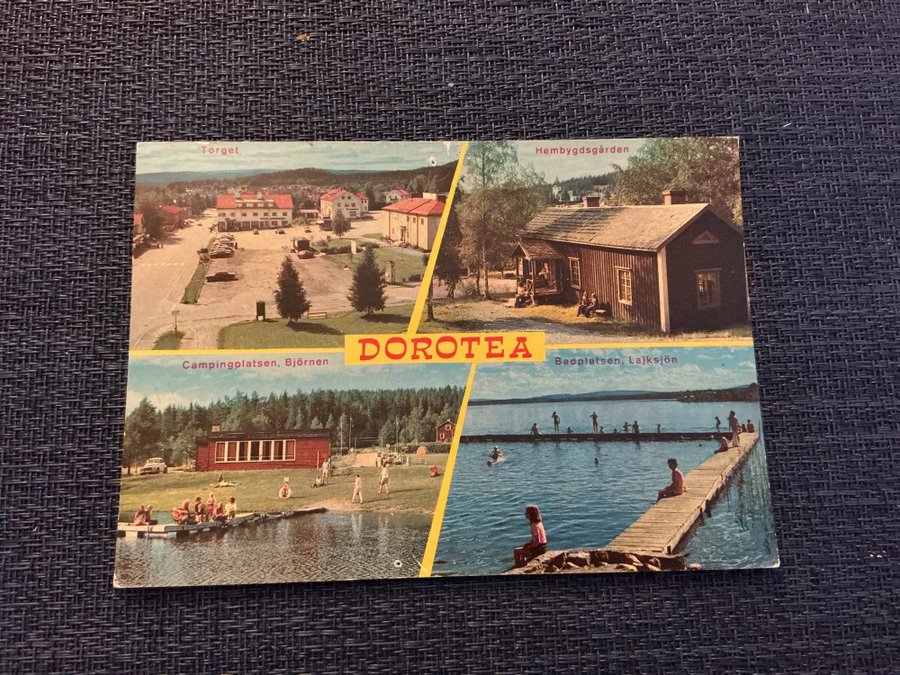 Torget
Hembygdsgården
DOROTEA
Campingplatsen, Björnen
Badplatsen, Lajksjön